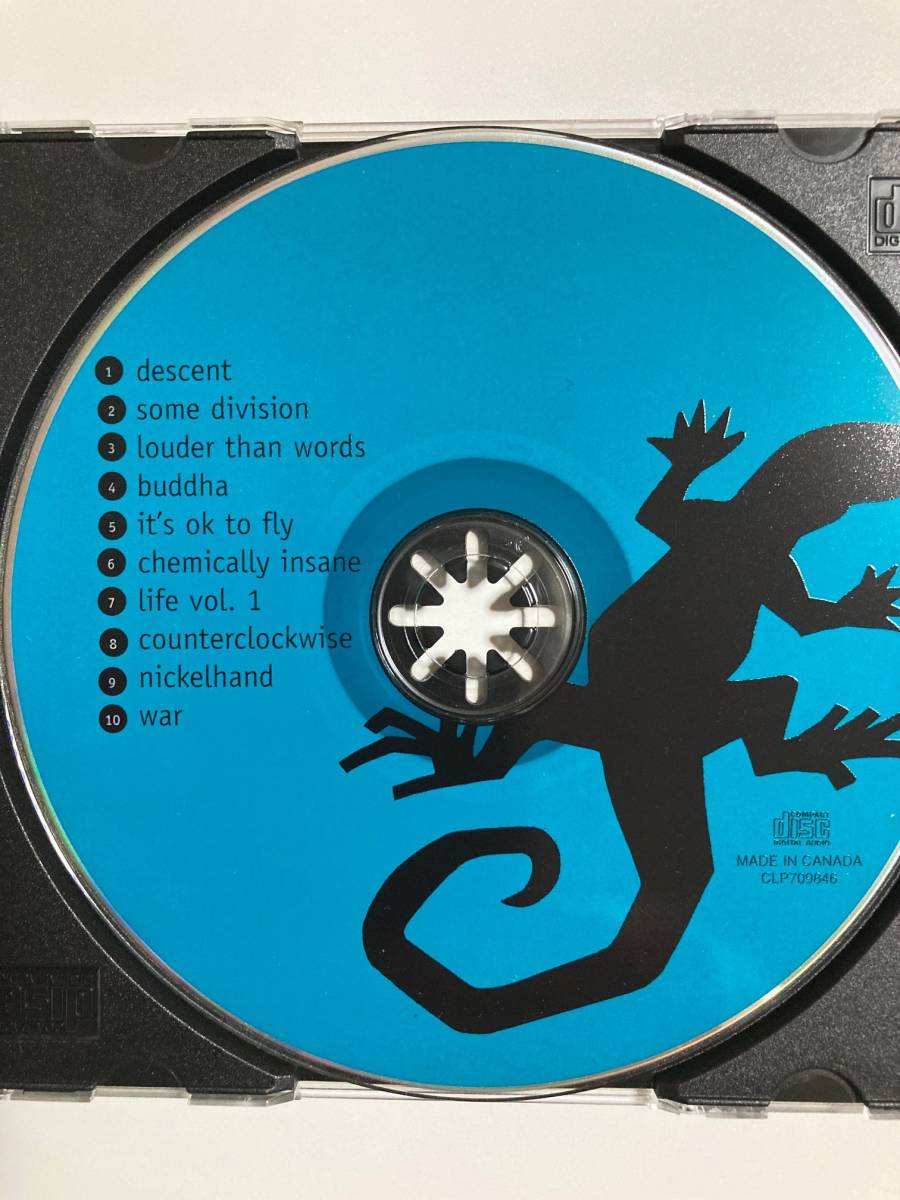 1 descent
2 some division
3 louder than words
4 buddha
5 it's ok to fly
6 chemically insane
7 life vol. 1
8 counterclockwise
9 nickelhand
10 war
COMPACT
disc
DIGITAL AUDIO
MADE IN CANADA
CLP709846